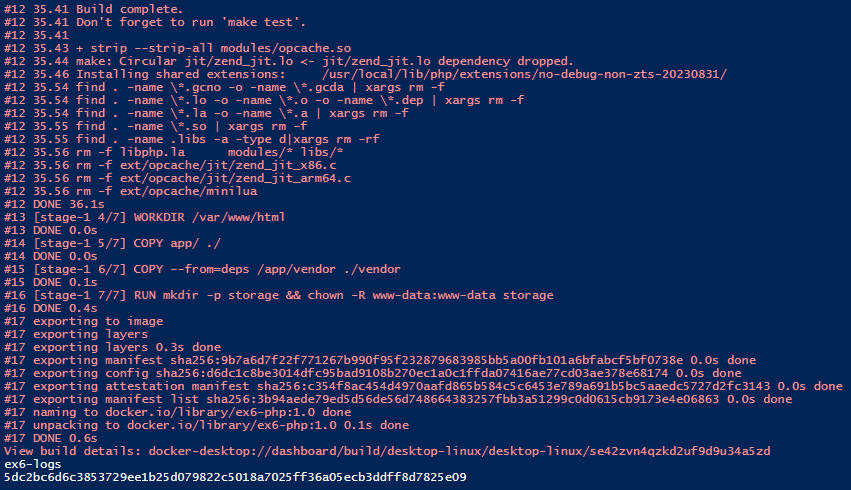 #12 35.41 Build complete.
#12 35.41 Don't forget to run 'make test'.
#12 35.41
#12 35.43 + strip --strip-all modules/opcache.so
#12 35.44 make: Circular jit/zend_jit.lo <- jit/zend_jit.lo dependency dropped.
#12 35.46 Installing shared extensions:     /usr/local/lib/php/extensions/no-debug-non-zts-20230831/
#12 35.54 find . -name \*.gcno -o -name \*.gcda | xargs rm -f
#12 35.54 find . -name \*.lo -o -name \*.o -o -name \*.dep | xargs rm -f
#12 35.54 find . -name \*.la -o -name \*.a | xargs rm -f
#12 35.55 find . -name \*.so | xargs rm -f
#12 35.55 find . -name .libs -a -type d|xargs rm -rf
#12 35.56 rm -f libphp.la      modules/* libs/*
#12 35.56 rm -f ext/opcache/jit/zend_jit_x86.c
#12 35.56 rm -f ext/opcache/jit/zend_jit_arm64.c
#12 35.56 rm -f ext/opcache/minilua
#12 DONE 36.1s
#13 [stage-1 4/7] WORKDIR /var/www/html
#13 DONE 0.0s
#14 [stage-1 5/7] COPY app/ ./
#14 DONE 0.0s
#15 [stage-1 6/7] COPY --from=deps /app/vendor ./vendor
#15 DONE 0.1s
#16 [stage-1 7/7] RUN mkdir -p storage && chown -R www-data:www-data storage
#16 DONE 0.4s
#17 exporting to image
#17 exporting layers
#17 exporting layers 0.3s done
#17 exporting manifest sha256:9b7a6d7f22f771267b990f95f232879683985bb5a00fb101a6bfabcf5bf0738e 0.0s done
#17 exporting config sha256:d6dc1c8be3014dfc95bad9108b270ec1a0c1ffda07416ae77cd03ae378e68174 0.0s done
#17 exporting attestation manifest sha256:c354f8ac454d4970aafd865b584c5c6453e789a691b5bc5aaedc5727d2fc3143 0.0s done
#17 exporting manifest list sha256:3b94aede79ed5d56de56d748664383257fbb3a51299c0d0615cb9173e4e06863 0.0s done
#17 naming to docker.io/library/ex6-php:1.0 done
#17 unpacking to docker.io/library/ex6-php:1.0 0.1s done
#17 DONE 0.6s
View build details: docker-desktop://dashboard/build/desktop-linux/desktop-linux/se42zvn4qzkd2uf9d9u34a5zd
ex6-logs
5dc2bc6d6c3853729ee1b25d079822c5018a7025ff36a05ecb3ddff8d7825e09